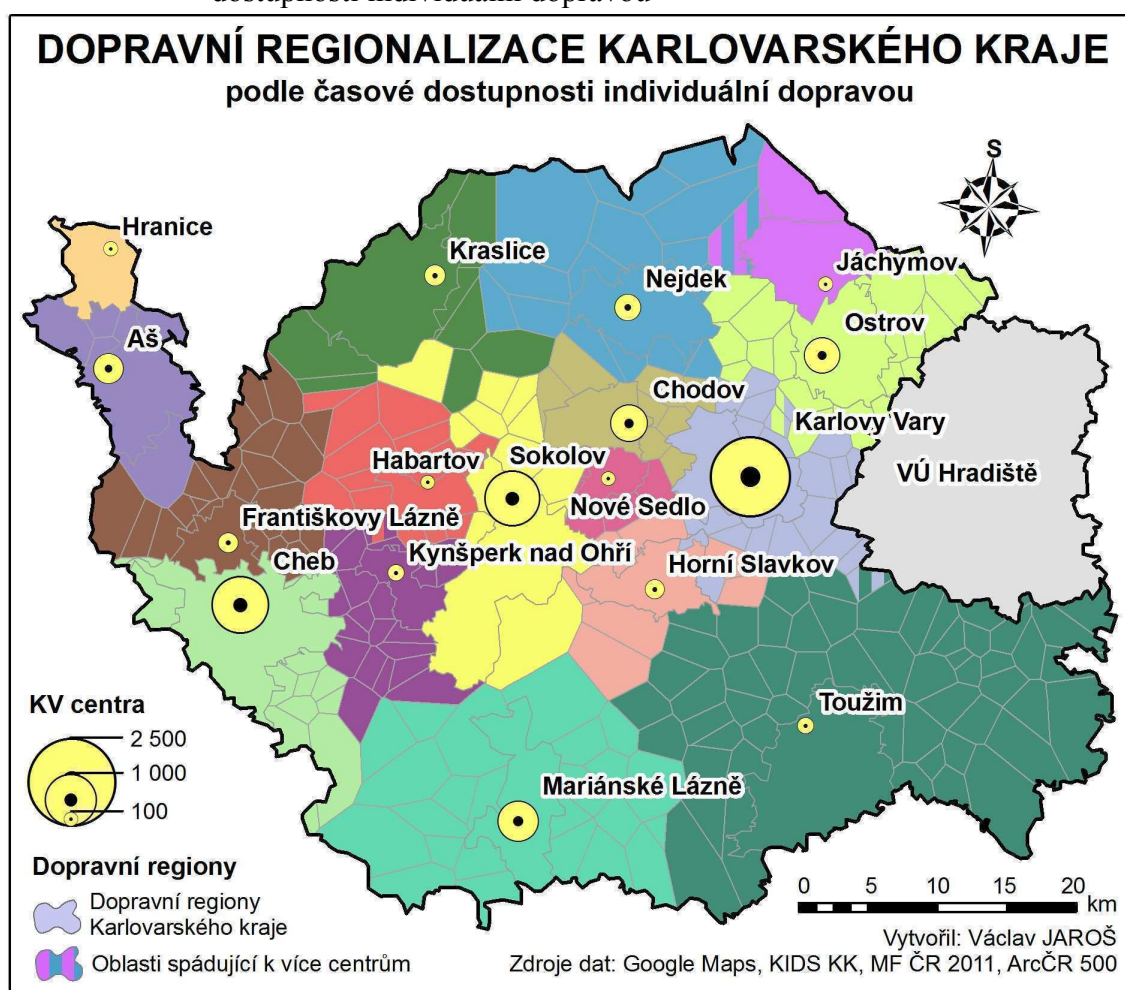 dostupnosti individuální dopravou
DOPRAVNÍ REGIONALIZACE KARLOVARSKÉHO KRAJE
podle časové dostupnosti individuální dopravou
S
Hranice
Kraslice
Nejdek
Jáchymov
Aš
Ostrov
Chodov
Karlovy Vary
Habartov
Sokolov
VÚ Hradiště
Nové Sedlo
Františkovy Lázně
Cheb
Kynšperk nad Ohří
Horní Slavkov
Toužim
Mariánské Lázně
KV centra
2 500
1 000
100
Dopravní regiony
Dopravní regiony
Karlovarského kraje
Oblasti spádující k více centrům
0 5 10 15 20
km
Vytvořil: Václav JAROŠ
Zdroje dat: Google Maps, KIDS KK, MF ČR 2011, ArcČR 500